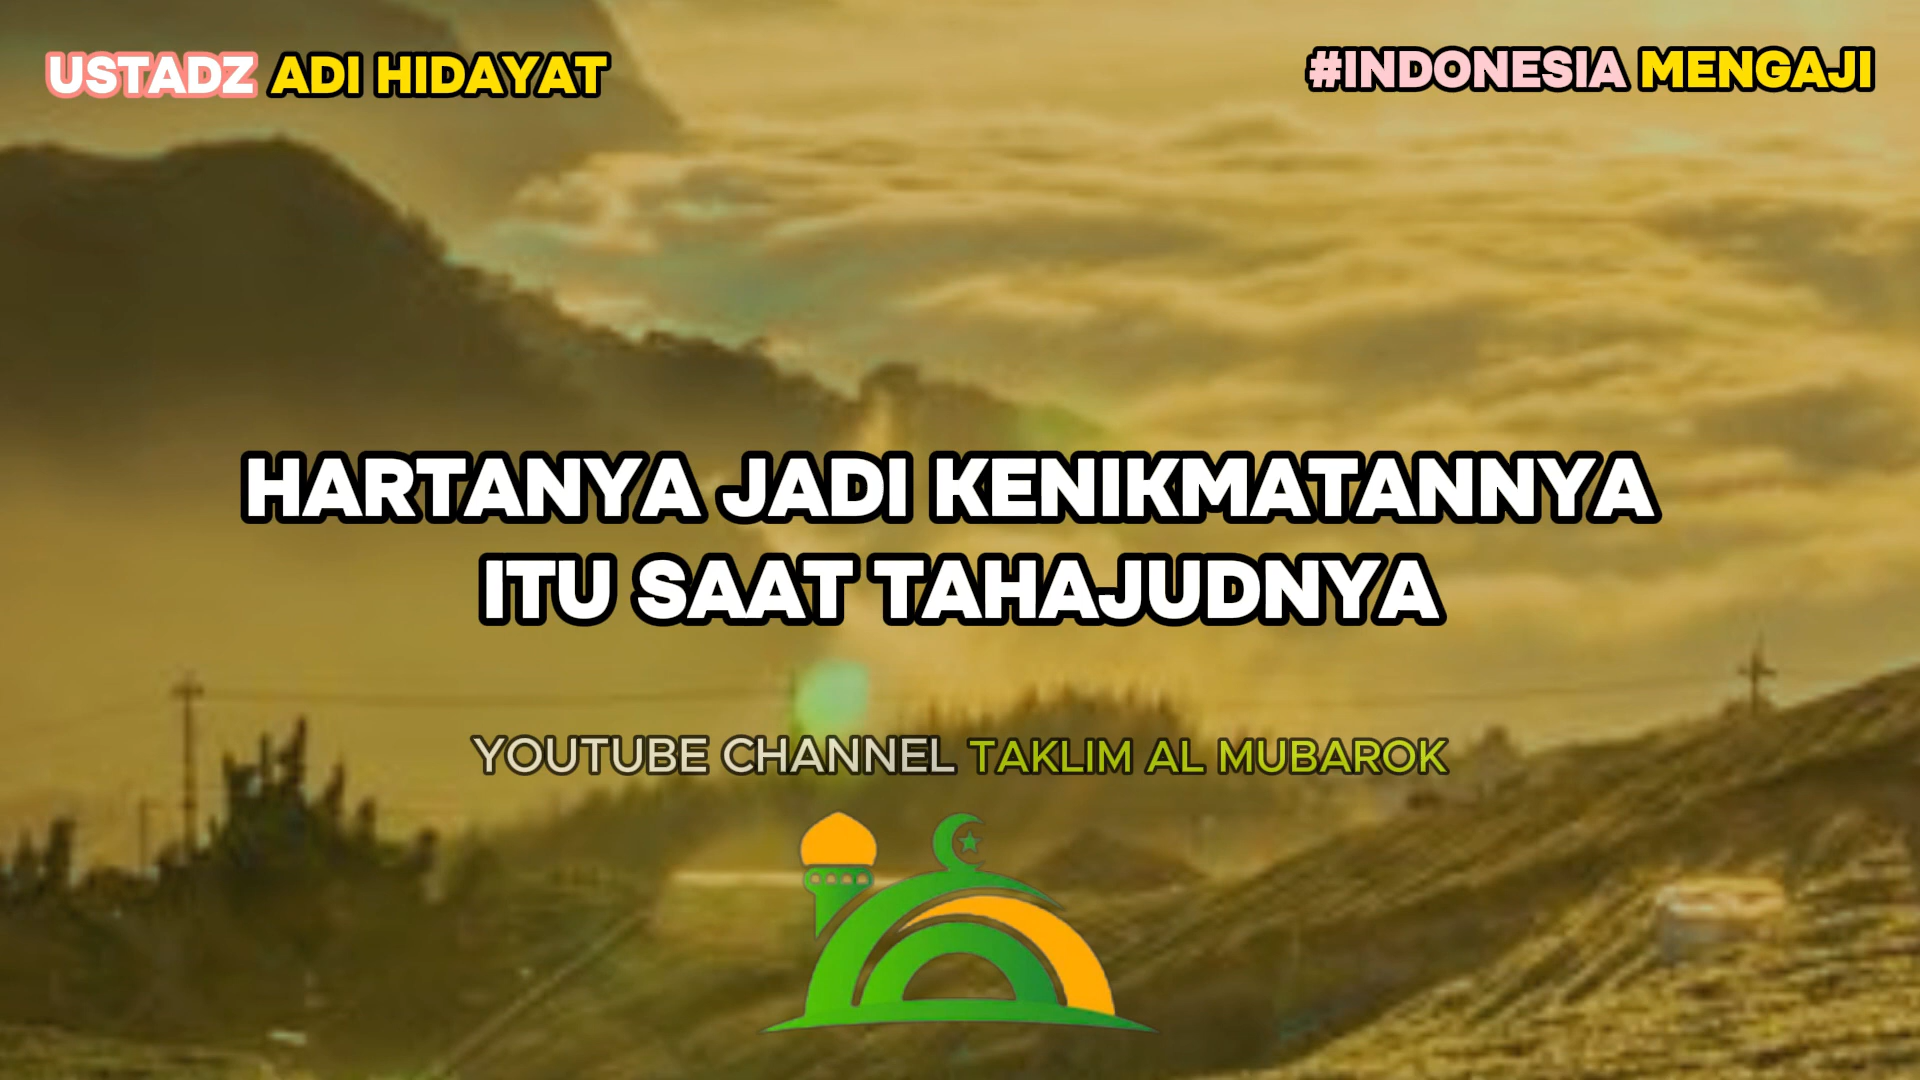 USTADZ ADI HIDAYAT
#INDONESIA MENGAJI
HARTANYA JADI KENIKMATANNYA
ITU SAAT TAHAJUDNYA
YOUTUBE CHANNEL TAKLIM AL MUBAROK